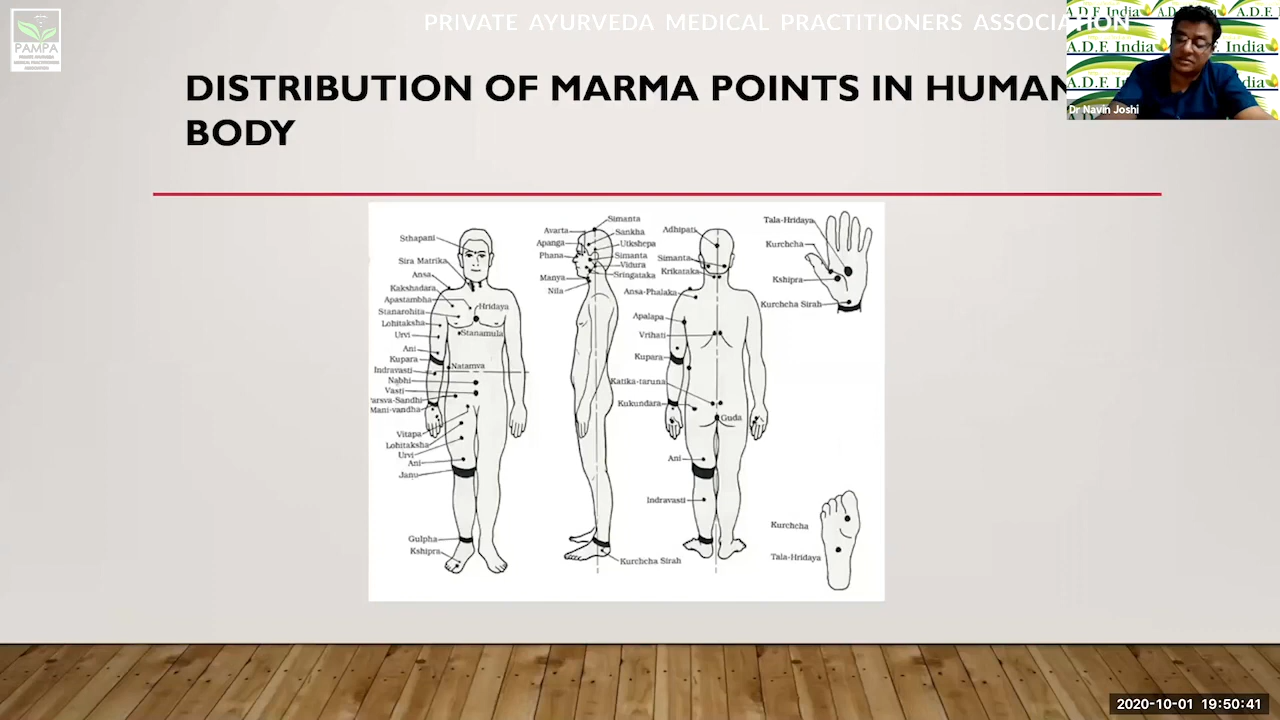 PRIVATE AYURVEDA MEDICAL PRACTITIONERS ASSOCIATION
PAMPA
A.D.F. India
A.D.F. India
Dr Navin Joshi
DISTRIBUTION OF MARMA POINTS IN HUMAN
BODY
Sthapani
Sira Matrika
Ansa
Kakshadara
Apastambha
Stanarohita
Lohitaksha
Urvi
Ani
Kupara
Indravasti
Nabhi
Vasti
arsva-Sandhi
Mani-vandha
Vitapa
Lohitaksha
Urvi
Ani
Janu
Gulpha
Kshipra
Hridaya
Stanamula
Natamva
Avarta
Apanga
Phana
Manya
Nila
Simanta
Sankha
Utkshepa
Simanta
Vidura
Sringataka
Kurchcha Sirah
Adhipati
Simanta
Krikataka
Ansa-Phalaka
Apalapa
Vrihati
Kupara
Katika-taruna
Kukundara
Guda
Ani
Indravasti
Tala-Hridaya
Kurchcha
Kshipra
Kurchcha Sirah
Kurchcha
Tala-Hridaya
2020-10-01 19:50:41